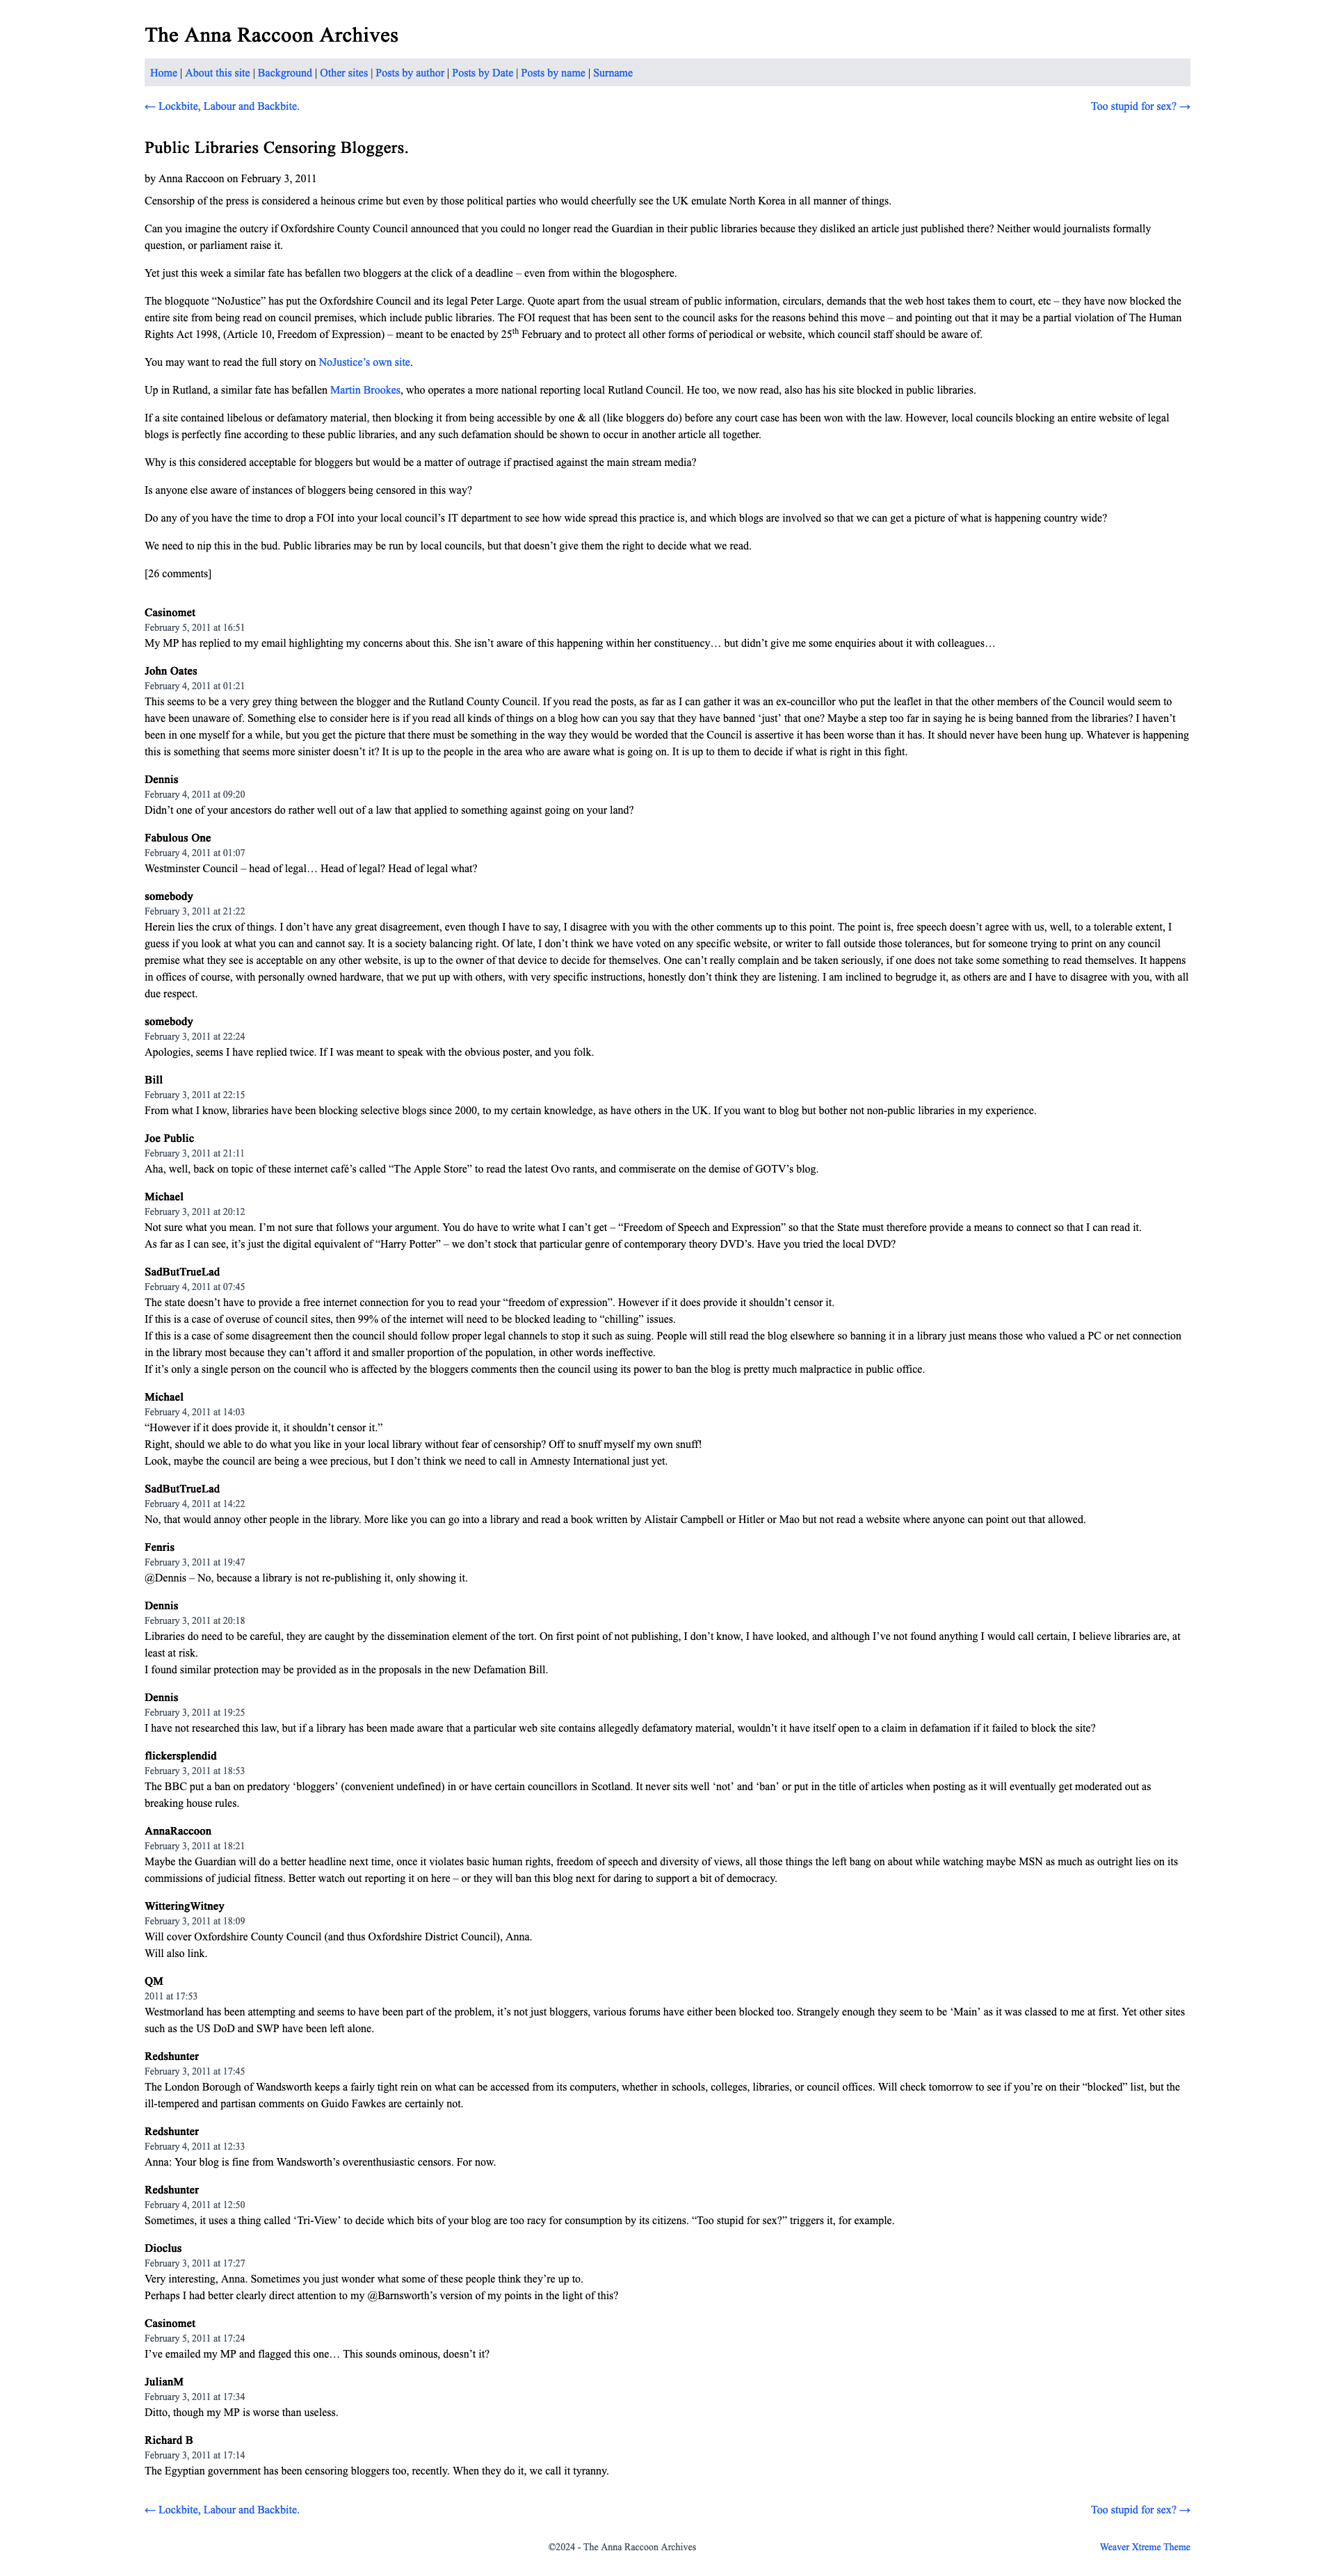 The Anna Raccoon Archives
Home | About this site | Background | Other sites | Posts by author | Posts by Date | Posts by name | Surname
← Lockbite, Labour and Backbite.
Too stupid for sex? →
Public Libraries Censoring Bloggers.
by Anna Raccoon on February 3, 2011
Censorship of the press is considered a heinous crime but even by those political parties who would cheerfully see the UK emulate North Korea in all manner of things.
Can you imagine the outcry if Oxfordshire County Council announced that you could no longer read the Guardian in their public libraries because they disliked an article just published there? Neither would journalists formally
question, or parliament raise it.
Yet just this week a similar fate has befallen two bloggers at the click of a deadline – even from within the blogosphere.
The blogquote “NoJustice” has put the Oxfordshire Council and its legal Peter Large. Quote apart from the usual stream of public information, circulars, demands that the web host takes them to court, etc – they have now blocked the
entire site from being read on council premises, which include public libraries. The FOI request that has been sent to the council asks for the reasons behind this move – and pointing out that it may be a partial violation of The Human
Rights Act 1998, (Article 10, Freedom of Expression) – meant to be enacted by 25th February and to protect all other forms of periodical or website, which council staff should be aware of.
You may want to read the full story on NoJustice’s own site.
Up in Rutland, a similar fate has befallen Martin Brookes, who operates a more national reporting local Rutland Council. He too, we now read, also has his site blocked in public libraries.
If a site contained libelous or defamatory material, then blocking it from being accessible by one & all (like bloggers do) before any court case has been won with the law. However, local councils blocking an entire website of legal
blogs is perfectly fine according to these public libraries, and any such defamation should be shown to occur in another article all together.
Why is this considered acceptable for bloggers but would be a matter of outrage if practised against the main stream media?
Is anyone else aware of instances of bloggers being censored in this way?
Do any of you have the time to drop a FOI into your local council’s IT department to see how wide spread this practice is, and which blogs are involved so that we can get a picture of what is happening country wide?
We need to nip this in the bud. Public libraries may be run by local councils, but that doesn’t give them the right to decide what we read.
[26 comments]
Casinomet
February 5, 2011 at 16:51
My MP has replied to my email highlighting my concerns about this. She isn’t aware of this happening within her constituency… but didn’t give me some enquiries about it with colleagues…
John Oates
February 4, 2011 at 01:21
This seems to be a very grey thing between the blogger and the Rutland County Council. If you read the posts, as far as I can gather it was an ex-councillor who put the leaflet in that the other members of the Council would seem to
have been unaware of. Something else to consider here is if you read all kinds of things on a blog how can you say that they have banned ‘just’ that one? Maybe a step too far in saying he is being banned from the libraries? I haven’t
been in one myself for a while, but you get the picture that there must be something in the way they would be worded that the Council is assertive it has been worse than it has. It should never have been hung up. Whatever is happening
this is something that seems more sinister doesn’t it? It is up to the people in the area who are aware what is going on. It is up to them to decide if what is right in this fight.
Dennis
February 4, 2011 at 09:20
Didn’t one of your ancestors do rather well out of a law that applied to something against going on your land?
Fabulous One
February 4, 2011 at 01:07
Westminster Council – head of legal… Head of legal? Head of legal what?
somebody
February 3, 2011 at 21:22
Herein lies the crux of things. I don’t have any great disagreement, even though I have to say, I disagree with you with the other comments up to this point. The point is, free speech doesn’t agree with us, well, to a tolerable extent, I
guess if you look at what you can and cannot say. It is a society balancing right. Of late, I don’t think we have voted on any specific website, or writer to fall outside those tolerances, but for someone trying to print on any council
premise what they see is acceptable on any other website, is up to the owner of that device to decide for themselves. One can’t really complain and be taken seriously, if one does not take some something to read themselves. It happens
in offices of course, with personally owned hardware, that we put up with others, with very specific instructions, honestly don’t think they are listening. I am inclined to begrudge it, as others are and I have to disagree with you, with all
due respect.
somebody
February 3, 2011 at 22:24
Apologies, seems I have replied twice. If I was meant to speak with the obvious poster, and you folk.
Bill
February 3, 2011 at 22:15
From what I know, libraries have been blocking selective blogs since 2000, to my certain knowledge, as have others in the UK. If you want to blog but bother not non-public libraries in my experience.
Joe Public
February 3, 2011 at 21:11
Aha, well, back on topic of these internet café’s called “The Apple Store” to read the latest Ovo rants, and commiserate on the demise of GOTV’s blog.
Michael
February 3, 2011 at 20:12
Not sure what you mean. I’m not sure that follows your argument. You do have to write what I can’t get – “Freedom of Speech and Expression” so that the State must therefore provide a means to connect so that I can read it.
As far as I can see, it’s just the digital equivalent of “Harry Potter” – we don’t stock that particular genre of contemporary theory DVD’s. Have you tried the local DVD?
SadButTrueLad
February 4, 2011 at 07:45
The state doesn’t have to provide a free internet connection for you to read your “freedom of expression”. However if it does provide it shouldn’t censor it.
If this is a case of overuse of council sites, then 99% of the internet will need to be blocked leading to “chilling” issues.
If this is a case of some disagreement then the council should follow proper legal channels to stop it such as suing. People will still read the blog elsewhere so banning it in a library just means those who valued a PC or net connection
in the library most because they can’t afford it and smaller proportion of the population, in other words ineffective.
If it’s only a single person on the council who is affected by the bloggers comments then the council using its power to ban the blog is pretty much malpractice in public office.
Michael
February 4, 2011 at 14:03
“However if it does provide it, it shouldn’t censor it.”
Right, should we able to do what you like in your local library without fear of censorship? Off to snuff myself my own snuff!
Look, maybe the council are being a wee precious, but I don’t think we need to call in Amnesty International just yet.
SadButTrueLad
February 4, 2011 at 14:22
No, that would annoy other people in the library. More like you can go into a library and read a book written by Alistair Campbell or Hitler or Mao but not read a website where anyone can point out that allowed.
Fenris
February 3, 2011 at 19:47
@Dennis – No, because a library is not re-publishing it, only showing it.
Dennis
February 3, 2011 at 20:18
Libraries do need to be careful, they are caught by the dissemination element of the tort. On first point of not publishing, I don’t know, I have looked, and although I’ve not found anything I would call certain, I believe libraries are, at
least at risk.
I found similar protection may be provided as in the proposals in the new Defamation Bill.
Dennis
February 3, 2011 at 19:25
I have not researched this law, but if a library has been made aware that a particular web site contains allegedly defamatory material, wouldn’t it have itself open to a claim in defamation if it failed to block the site?
flickersplendid
February 3, 2011 at 18:53
The BBC put a ban on predatory ‘bloggers’ (convenient undefined) in or have certain councillors in Scotland. It never sits well ‘not’ and ‘ban’ or put in the title of articles when posting as it will eventually get moderated out as
breaking house rules.
AnnaRaccoon
February 3, 2011 at 18:21
Maybe the Guardian will do a better headline next time, once it violates basic human rights, freedom of speech and diversity of views, all those things the left bang on about while watching maybe MSN as much as outright lies on its
commissions of judicial fitness. Better watch out reporting it on here – or they will ban this blog next for daring to support a bit of democracy.
WitteringWitney
February 3, 2011 at 18:09
Will cover Oxfordshire County Council (and thus Oxfordshire District Council), Anna.
Will also link.
QM
2011 at 17:53
Westmorland has been attempting and seems to have been part of the problem, it’s not just bloggers, various forums have either been blocked too. Strangely enough they seem to be ‘Main’ as it was classed to me at first. Yet other sites
such as the US DoD and SWP have been left alone.
Redshunter
February 3, 2011 at 17:45
The London Borough of Wandsworth keeps a fairly tight rein on what can be accessed from its computers, whether in schools, colleges, libraries, or council offices. Will check tomorrow to see if you’re on their “blocked” list, but the
ill-tempered and partisan comments on Guido Fawkes are certainly not.
Redshunter
February 4, 2011 at 12:33
Anna: Your blog is fine from Wandsworth’s overenthusiastic censors. For now.
Redshunter
February 4, 2011 at 12:50
Sometimes, it uses a thing called ‘Tri-View’ to decide which bits of your blog are too racy for consumption by its citizens. “Too stupid for sex?” triggers it, for example.
Dioclus
February 3, 2011 at 17:27
Very interesting, Anna. Sometimes you just wonder what some of these people think they’re up to.
Perhaps I had better clearly direct attention to my @Barnsworth’s version of my points in the light of this?
Casinomet
February 5, 2011 at 17:24
I’ve emailed my MP and flagged this one… This sounds ominous, doesn’t it?
JulianM
February 3, 2011 at 17:34
Ditto, though my MP is worse than useless.
Richard B
February 3, 2011 at 17:14
The Egyptian government has been censoring bloggers too, recently. When they do it, we call it tyranny.
← Lockbite, Labour and Backbite.
Too stupid for sex? →
©2024 - The Anna Raccoon Archives
Weaver Xtreme Theme